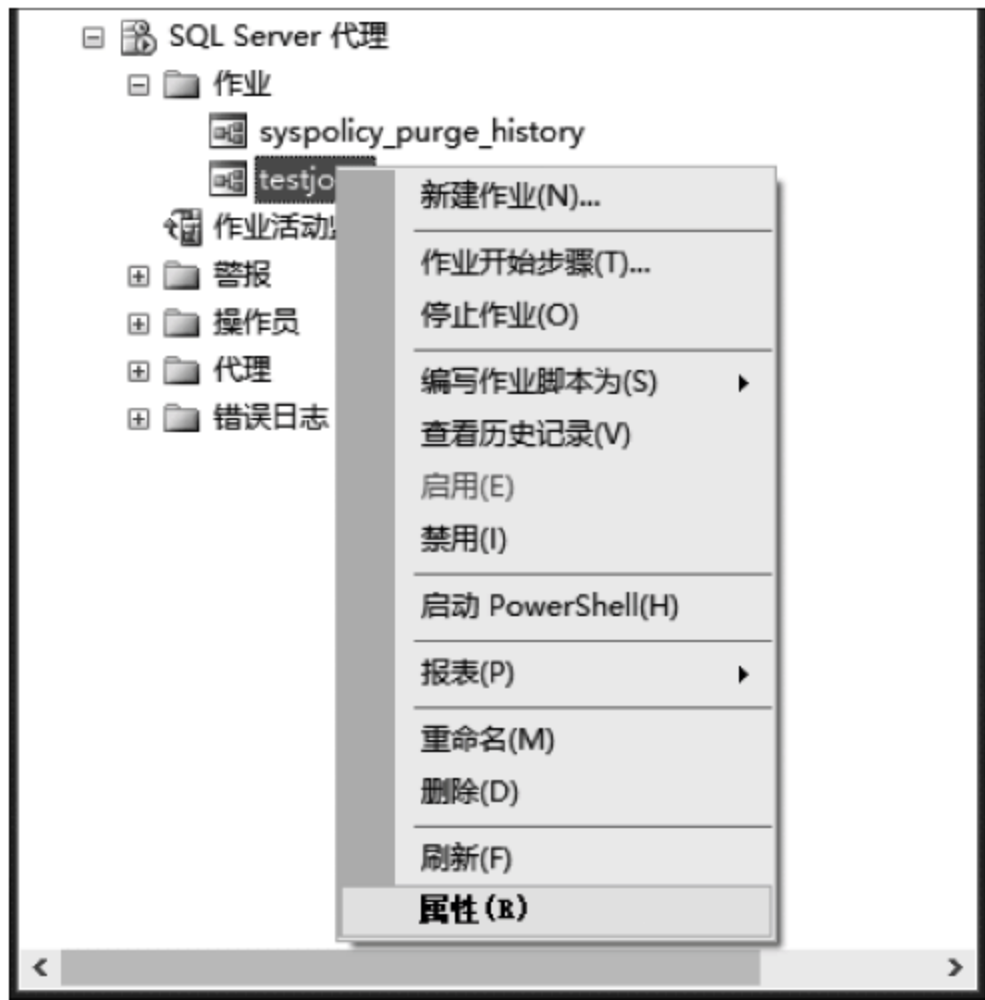 SQL Server 代理
作业
syspolicy_purge_history
testjo
作业活动
警报
操作员
代理
错误日志
新建作业(N)...
作业开始步骤(T)...
停止作业(O)
编写作业脚本为(S)
查看历史记录(V)
启用(E)
禁用(I)
启动 PowerShell(H)
报表(P)
重命名(M)
删除(D)
刷新(F)
属性(R)